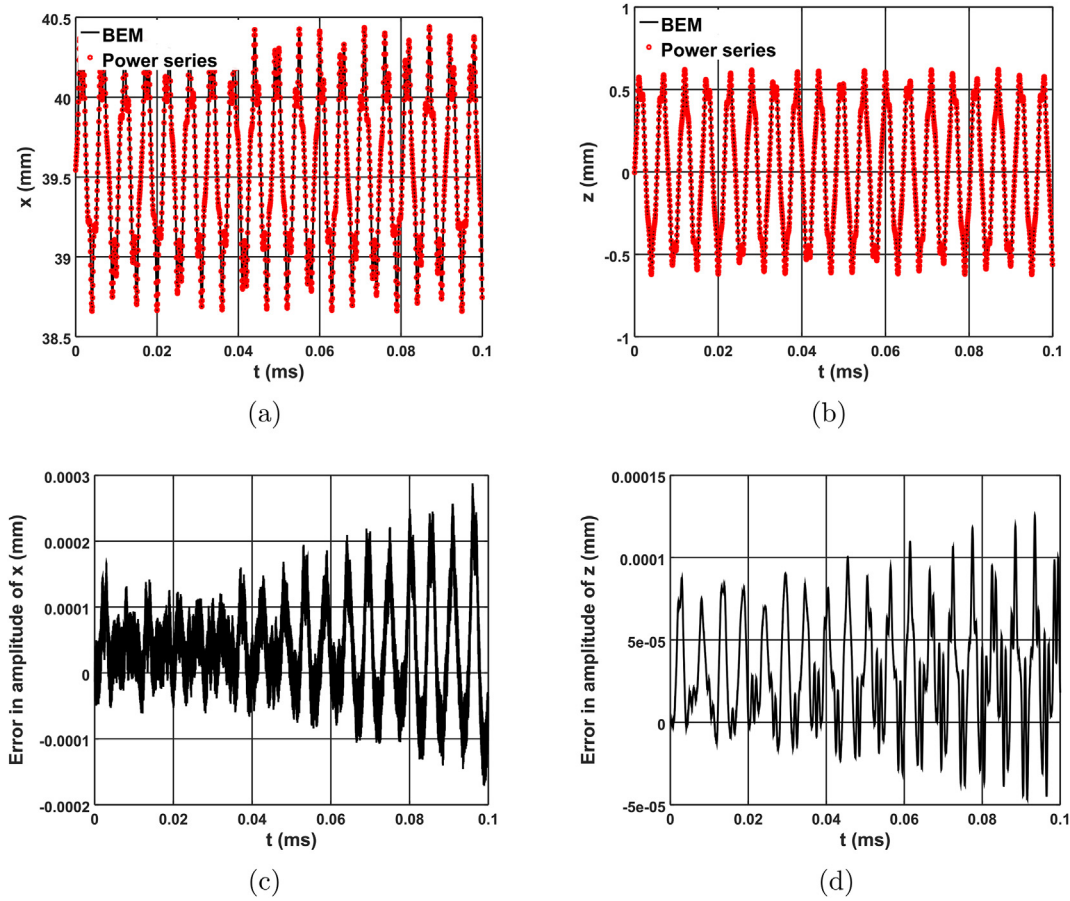 BEM
Power series
x (mm)
40.5
40
39.5
39
38.5
0 0.02 0.04 0.06 0.08 0.1
t (ms)
(a)
BEM
Power series
z (mm)
1
0.5
0
-0.5
-1
0 0.02 0.04 0.06 0.08 0.1
t (ms)
(b)
Error in amplitude of x (mm)
0.0003
0.0002
0.0001
0
-0.0001
-0.0002
0 0.02 0.04 0.06 0.08 0.1
t (ms)
(c)
Error in amplitude of z (mm)
0.00015
0.0001
5e-05
0
-5e-05
0 0.02 0.04 0.06 0.08 0.1
t (ms)
(d)